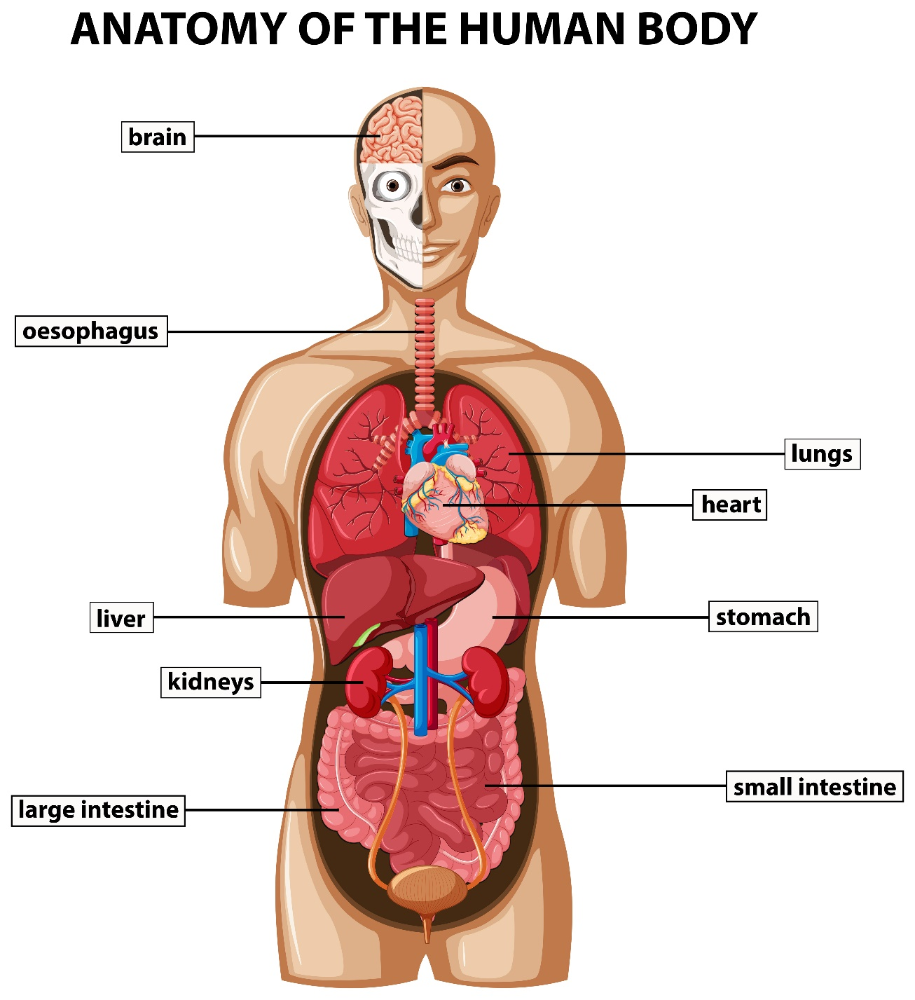 ANATOMY OF THE HUMAN BODY
brain
oesophagus
lungs
heart
liver
stomach
kidneys
small intestine
large intestine